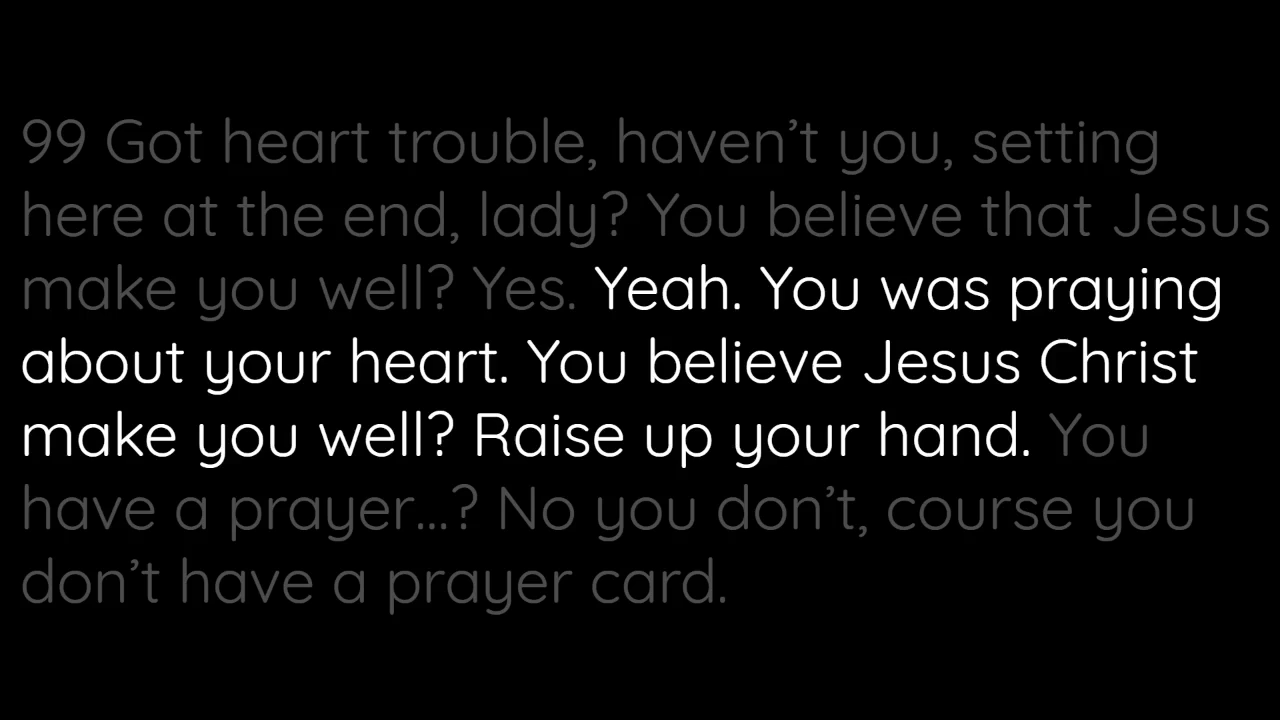 99 Got heart trouble, haven’t you, setting
here at the end, lady? You believe that Jesus
make you well? Yes. Yeah. You was praying
about your heart. You believe Jesus Christ
make you well? Raise up your hand. You
have a prayer...? No you don’t, course you
don’t have a prayer card.